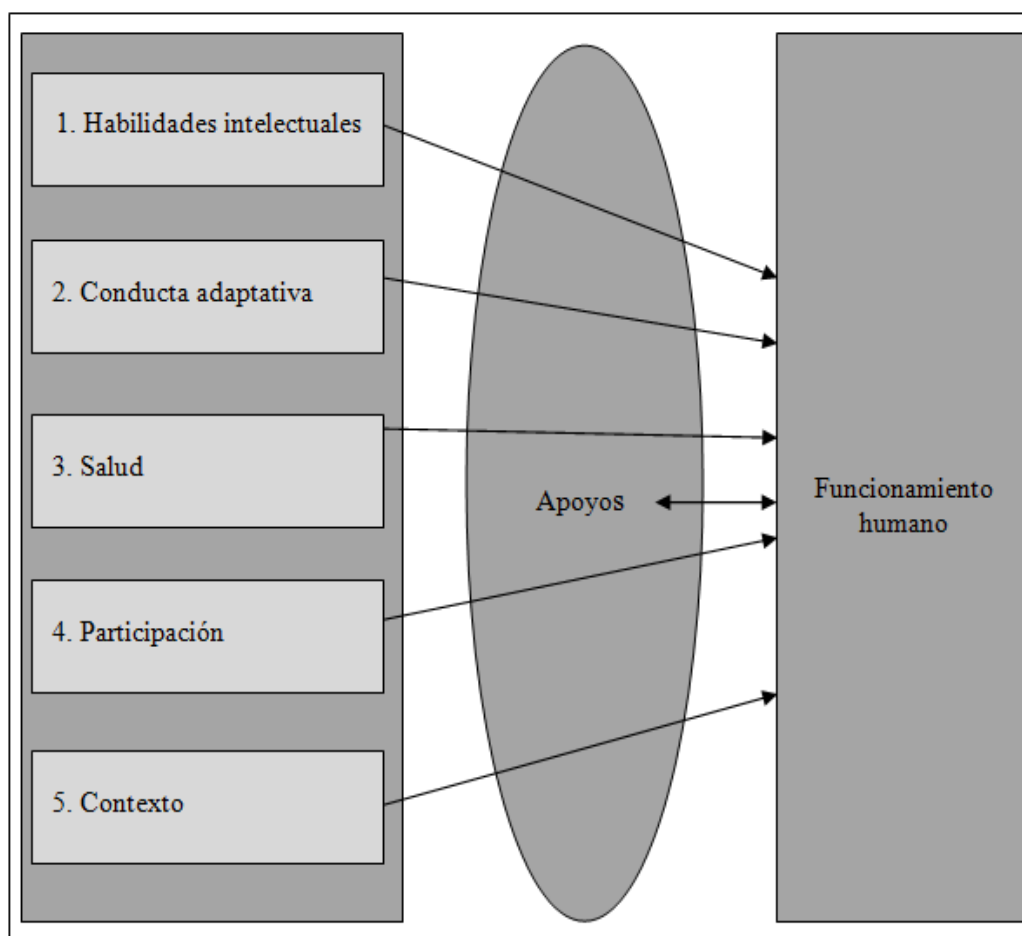 1. Habilidades intelectuales
2. Conducta adaptativa
3. Salud
4. Participación
5. Contexto
Apoyos
Funcionamiento
humano